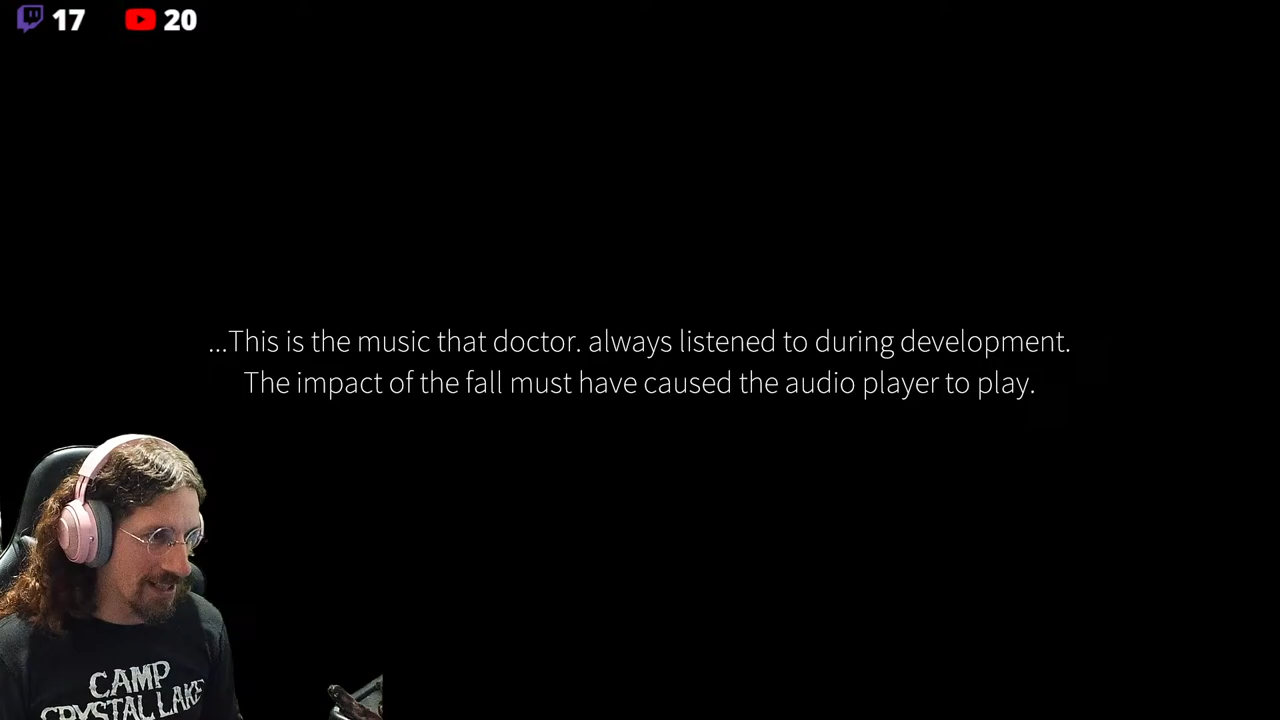 17 20
...This is the music that doctor. always listened to during development.
The impact of the fall must have caused the audio player to play.
CAMP
CRYSTAL LAKE